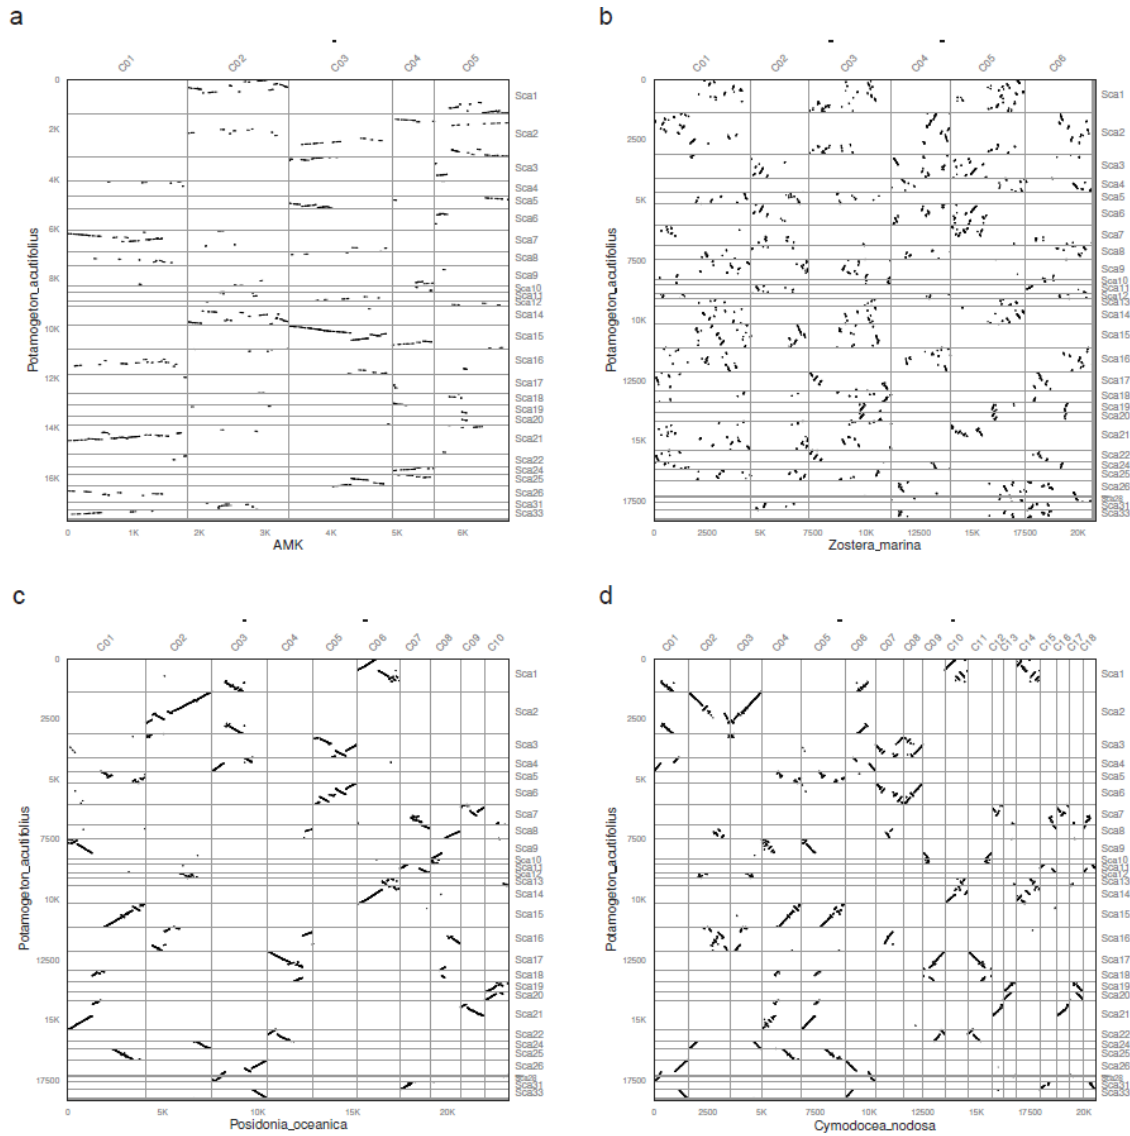 a
C01 C02 C03 C04 C05
0
2K
4K
6K
8K
10K
12K
14K
16K
Potamogeton_acutifolius
Sca1
Sca2
Sca3
Sca4
Sca5
Sca6
Sca7
Sca8
Sca9
Sca10
Sca11
Sca12
Sca14
Sca15
Sca16
Sca17
Sca18
Sca19
Sca20
Sca21
Sca22
Sca24
Sca25
Sca26
Sca31
Sca33
0 1K 2K 3K 4K 5K 6K
AMK
b
C01 C02 C03 C04 C05 C06
0
2500
5K
7500
10K
12500
15K
17500
Potamogeton_acutifolius
Sca1
Sca2
Sca3
Sca4
Sca5
Sca6
Sca7
Sca8
Sca9
Sca10
Sca11
Sca12
Sca13
Sca14
Sca15
Sca16
Sca17
Sca18
Sca19
Sca20
Sca21
Sca22
Sca24
Sca25
Sca26
Sca31
Sca33
2500 5K 7500 10K 12500 15K 17500 20K
Zostera_marina
c
C01 C02 C03 C04 C05 C06 C07 C08 C09 C10
0
2500
5K
7500
10K
12500
15K
17500
Potamogeton_acutifolius
Sca1
Sca2
Sca3
Sca4
Sca5
Sca6
Sca7
Sca8
Sca9
Sca10
Sca11
Sca12
Sca13
Sca14
Sca15
Sca16
Sca17
Sca18
Sca19
Sca20
Sca21
Sca22
Sca24
Sca25
Sca26
Sca31
Sca33
0 5K 10K 15K 20K
Posidonia_oceanica
d
C01 C02 C03 C04 C05 C06 C07 C08 C09 C10 C11 C12 C13 C14 C15 C16 C17 C18
0
2500
5K
7500
10K
12500
15K
17500
Potamogeton_acutifolius
Sca1
Sca2
Sca3
Sca4
Sca5
Sca6
Sca7
Sca8
Sca9
Sca10
Sca11
Sca12
Sca13
Sca14
Sca15
Sca16
Sca17
Sca18
Sca19
Sca20
Sca21
Sca22
Sca24
Sca25
Sca26
Sca31
Sca33
0 2500 5K 7500 10K 12500 15K 17500 20K
Cymodocea_nodosa